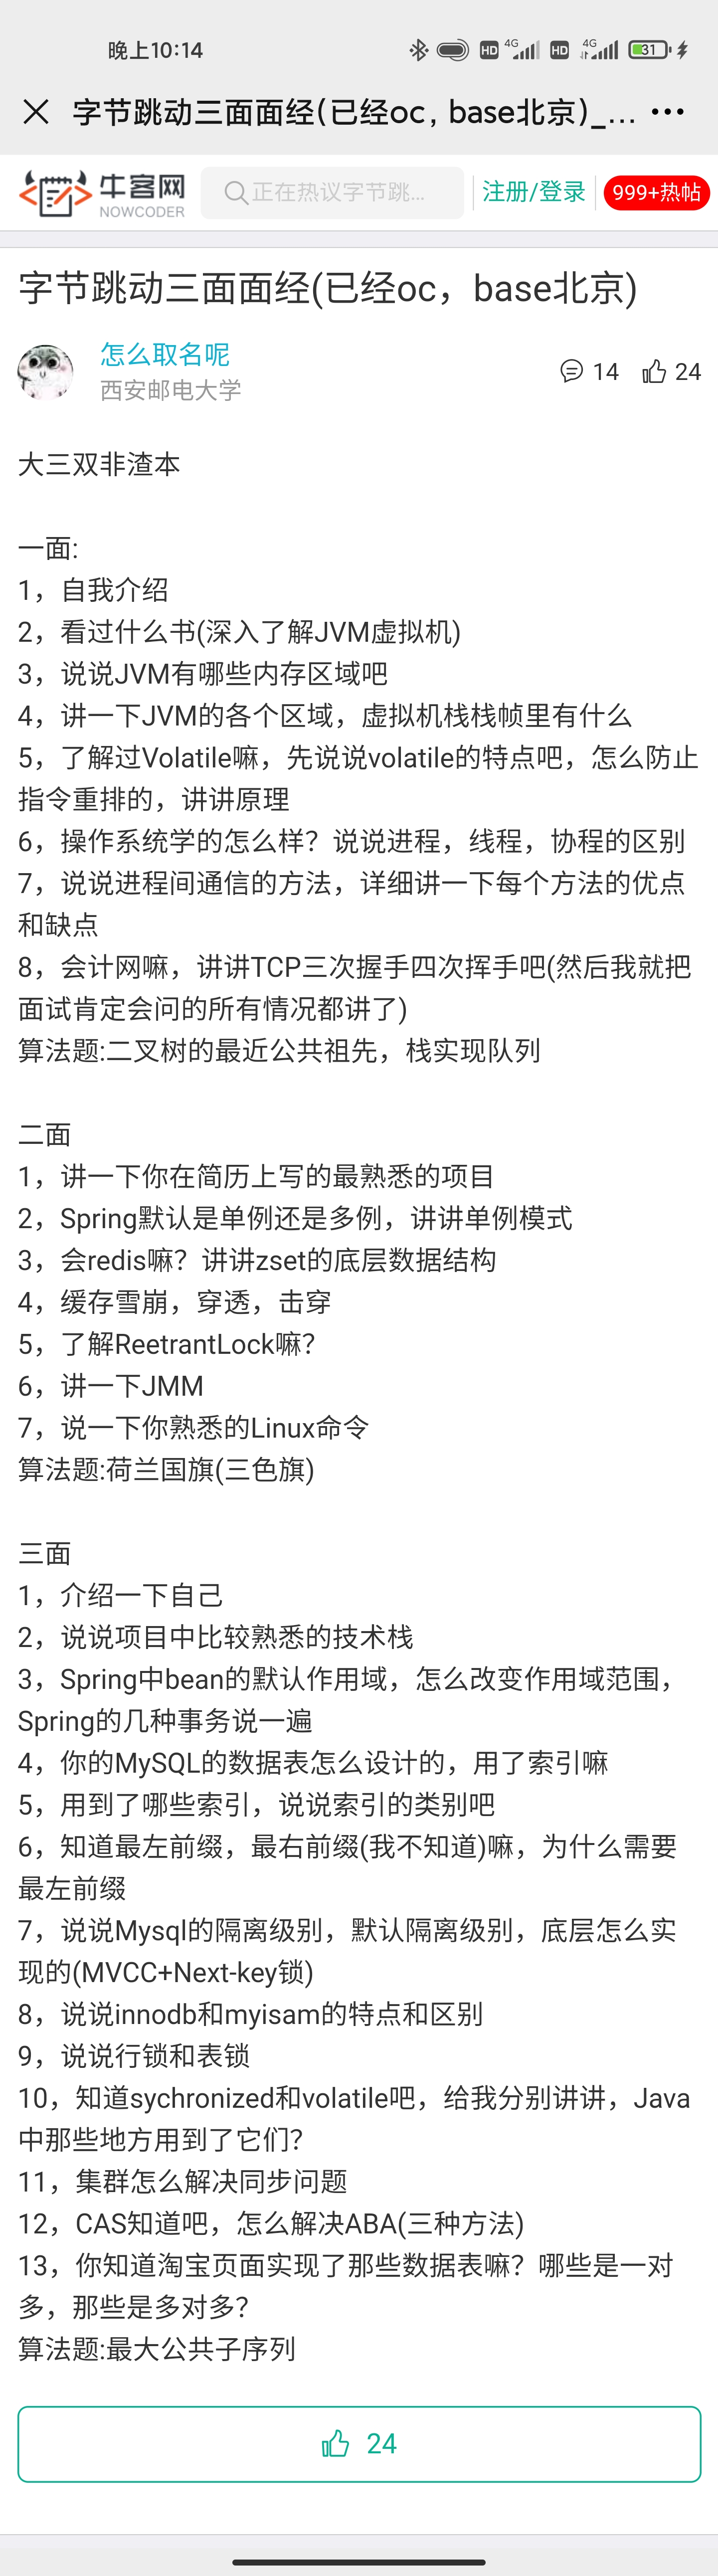 晚上10:14
HD 4G HD 4G 31
字节跳动三面面经(已经oc, base北京)_...
牛客网
NOWCODER
正在热议字节跳...
注册/登录
999+热帖
字节跳动三面面经(已经oc，base北京)
怎么取名呢
西安邮电大学
14
24
大三双非渣本
一面:
1，自我介绍
2，看过什么书(深入了解JVM虚拟机)
3，说说JVM有哪些内存区域吧
4，讲一下JVM的各个区域，虚拟机栈栈帧里有什么
5，了解过Volatile嘛，先说说volatile的特点吧，怎么防止
指令重排的，讲讲原理
6，操作系统学的怎么样？说说进程，线程，协程的区别
7，说说进程间通信的方法，详细讲一下每个方法的优点
和缺点
8，会计网嘛，讲讲TCP三次握手四次挥手吧(然后我就把
面试肯定会问的所有情况都讲了)
算法题:二叉树的最近公共祖先，栈实现队列
二面
1，讲一下你在简历上写的最熟悉的项目
2，Spring默认是单例还是多例，讲讲单例模式
3，会redis嘛？讲讲zset的底层数据结构
4，缓存雪崩，穿透，击穿
5，了解ReetrantLock嘛？
6，讲一下JMM
7，说一下你熟悉的Linux命令
算法题:荷兰国旗(三色旗)
三面
1，介绍一下自己
2，说说项目中比较熟悉的技术栈
3，Spring中bean的默认作用域，怎么改变作用域范围，
Spring的几种事务说一遍
4，你的MySQL的数据表怎么设计的，用了索引嘛
5，用到了哪些索引，说说索引的类别吧
6，知道最左前缀，最右前缀(我不知道)嘛，为什么需要
最左前缀
7，说说Mysql的隔离级别，默认隔离级别，底层怎么实
现的(MVCC+Next-key锁)
8，说说innodb和myisam的特点和区别
9，说说行锁和表锁
10，知道sychronized和volatile吧，给我分别讲讲，Java
中那些地方用到了它们？
11，集群怎么解决同步问题
12，CAS知道吧，怎么解决ABA(三种方法)
13，你知道淘宝页面实现了那些数据表嘛？哪些是一对
多，那些是多对多？
算法题:最大公共子序列
24